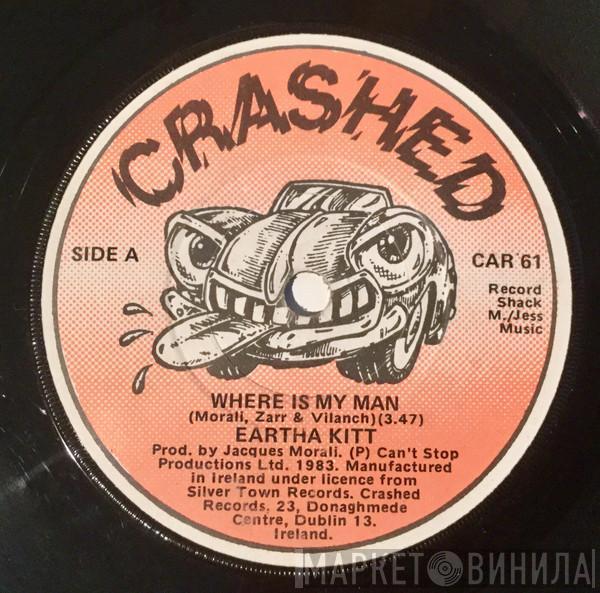 CRASHED
SIDE A
CAR 61
Record
Shack
M./Jess
Music
WHERE IS MY MAN
(Morali, Zarr & Vilanch)(3.47)
EARTHA KITT
Prod. by Jacques Morali. (P) Can't Stop
Productions Ltd. 1983. Manufactured
in Ireland under licence from
Silver Town Records. Crashed
Records, 23, Donaghmede
Centre, Dublin 13.
Ireland.
МАРКЕТ ВИНИЛА